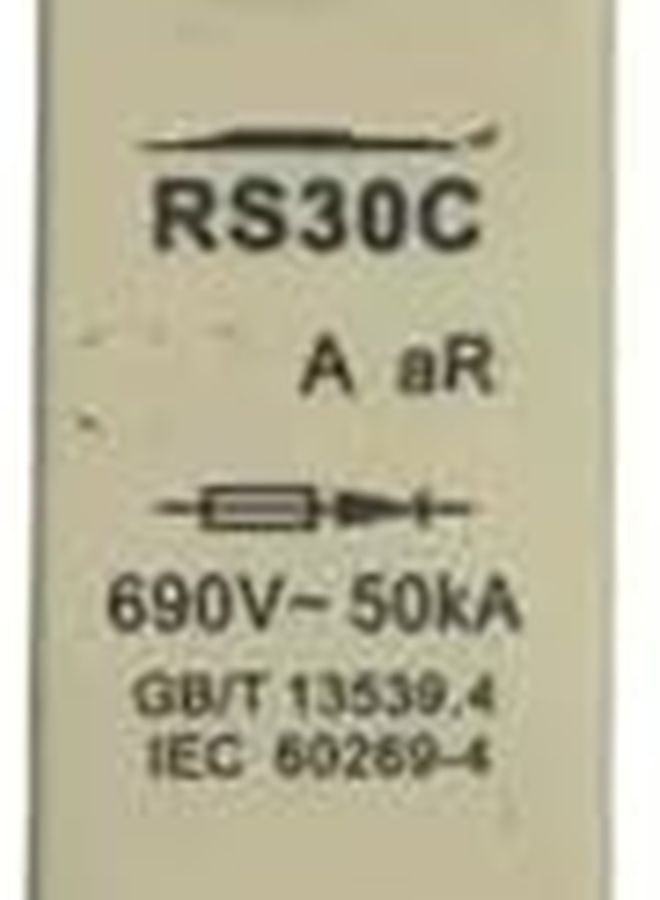 RS30C
A aR
690V~ 50kA
GB/T 13539.4
IEC 60269-4